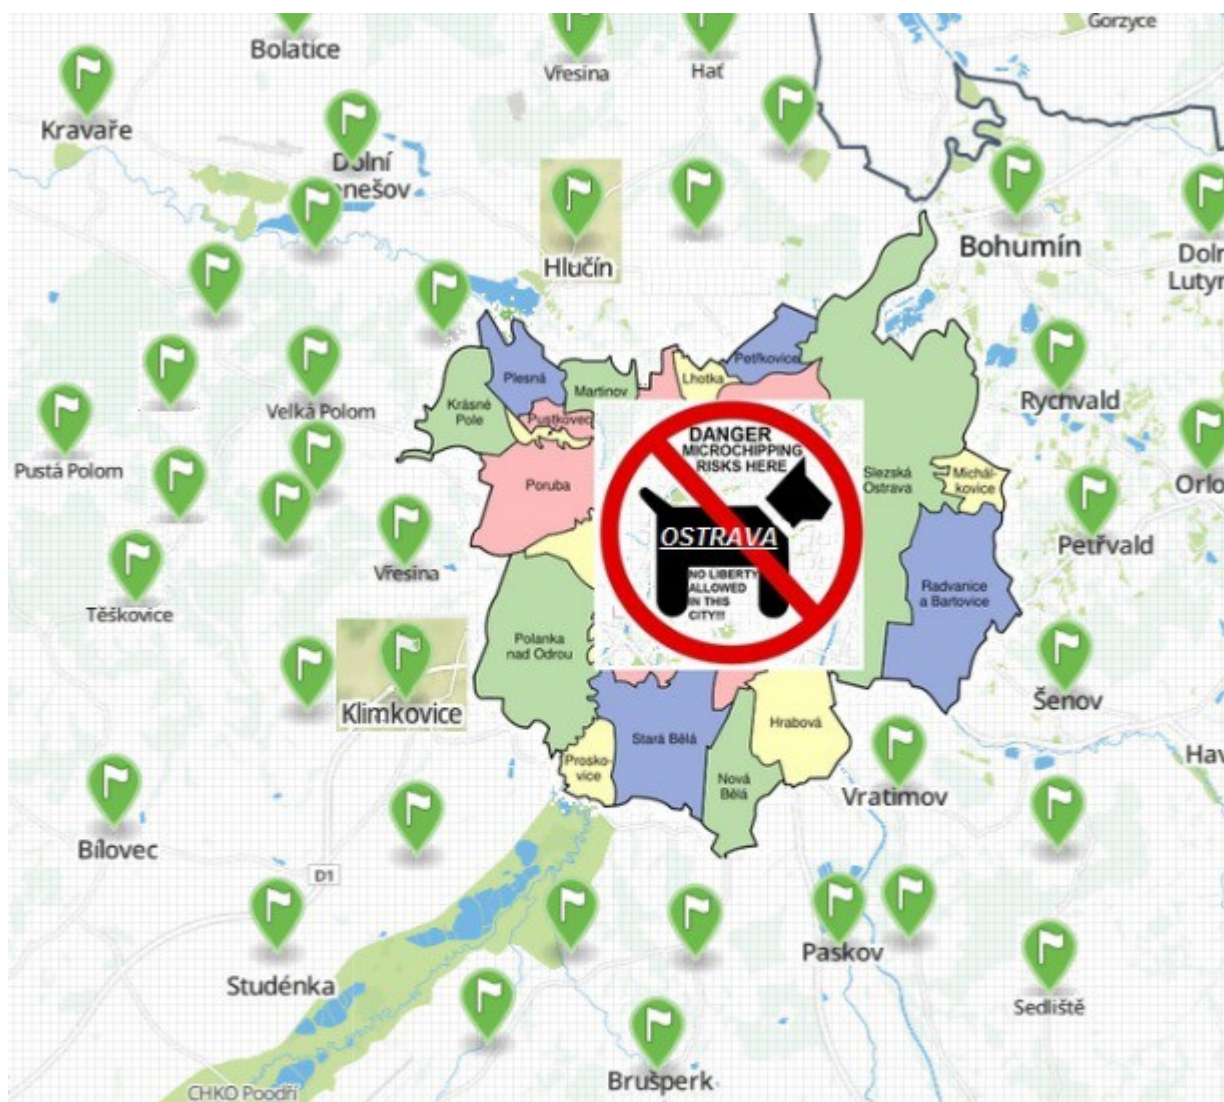 Gorzyce
Bolatice
Vřesina
Hať
Kravaře
Dolní
enešov
Bohumín
Hlučín
Dolr
Lutyr
Petřkovice
Plesná
Lhotka
Martinov
Krásné
Pole
Pustkovec
Velká Polom
Rychvald
DANGER
MICROCHIPPING
RISKS HERE
Pustá Polom
Poruba
Slezská
Ostrava
Michál-
kovice
Orlo
OSTRAVA
Petřvald
Vřesina
NO LIBERTY
ALLOWED
IN THIS
CITY!!!
Radvanice
a Bartovice
Těškovice
Polanka
nad Odrou
Klimkovice
Šenov
Hrabová
Stará Bělá
Prosko-
vice
Nová
Bělá
Hav
Vratimov
Bílovec
D1
Paskov
Studénka
Sedliště
Brušperk
CHKO Poodří